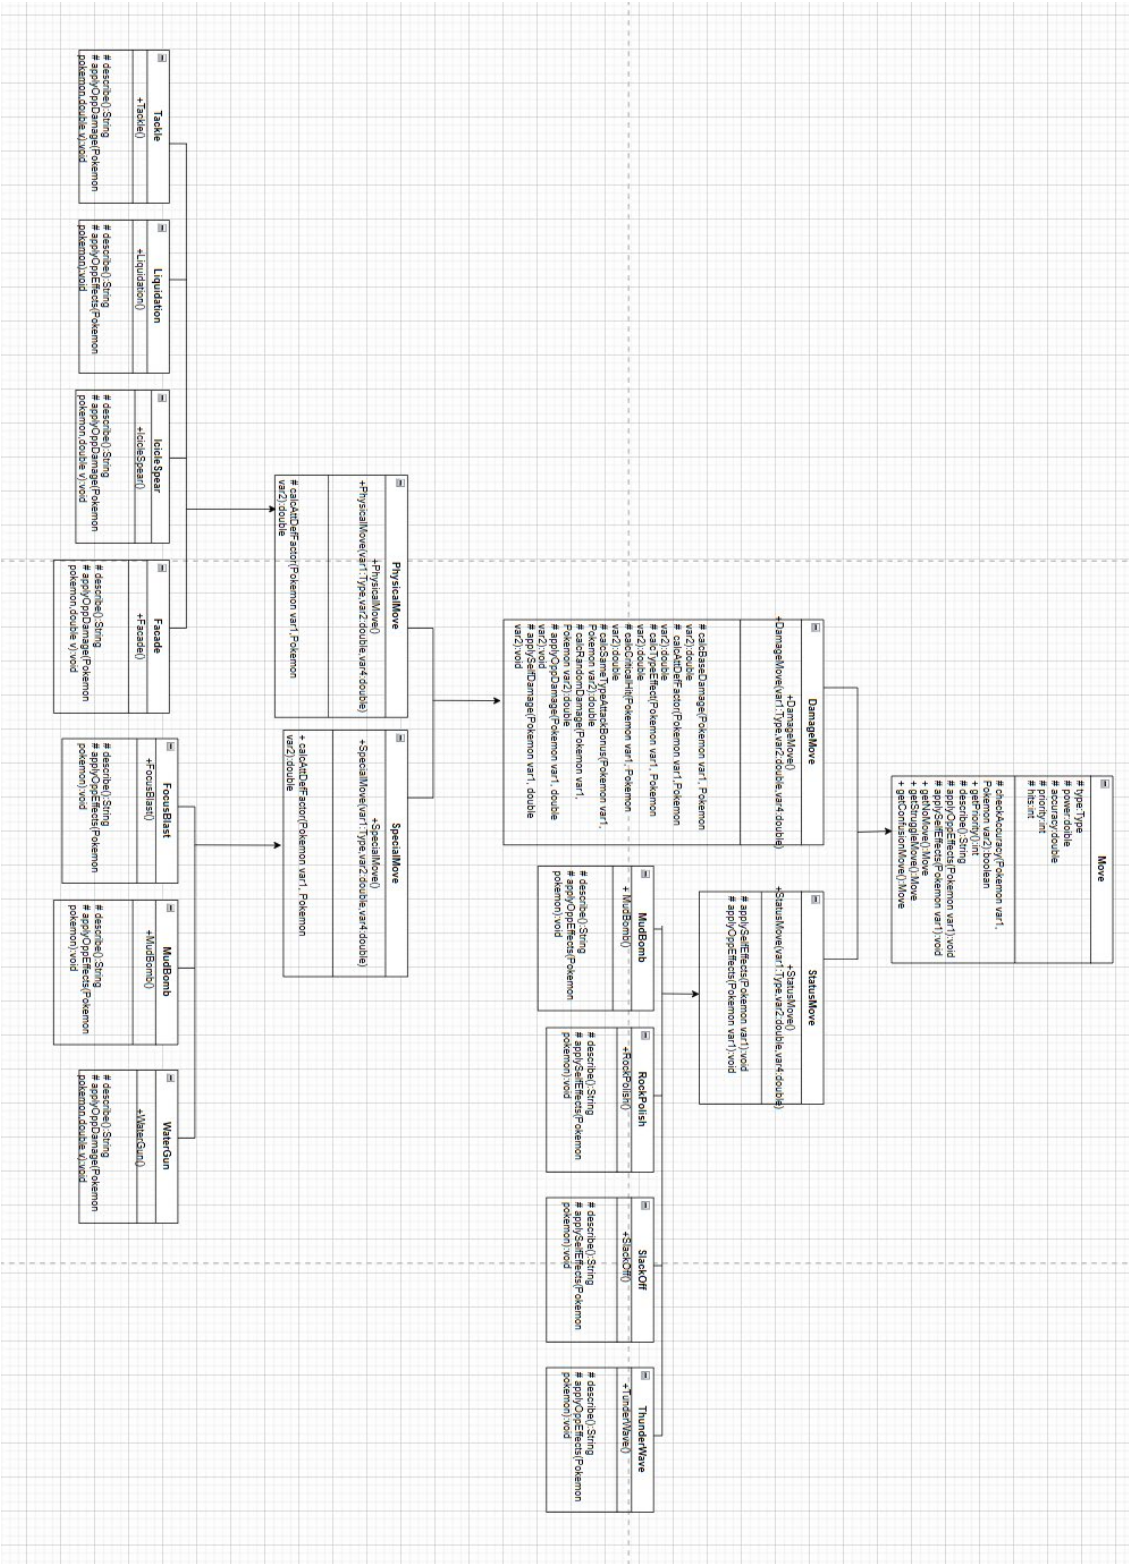 Move
# type:Type
# power:doible
# accuracy:double
# priority:int
# hits:int
# checkAccuracy(Pokemon var1,
Pokemon var2):boolean
+ getPriority():int
# describe():String
# applyOppEffects(Pokemon var1):void
# applySelfEffects(Pokemon var1):void
+ getNoMove():Move
+ getStruggleMove():Move
+ getConfusionMove():Move
DamageMove
+DamageMove()
+DamageMove(var1:Type,var2:double,var4:double)
# calcBaseDamage(Pokemon var1, Pokemon
var2):double
# calcAttDefFactor(Pokemon var1,Pokemon
var2):double
# calcTypeEffect(Pokemon var1, Pokemon
var2):double
# calcCriticalHit(Pokemon var1, Pokemon
var2):double
# calcSameTypeAttackBonus(Pokemon var1,
Pokemon var2):double
# calcRandomDamage(Pokemon var1,
Pokemon var2):double
# applyOppDamage(Pokemon var1, double
var2):void
# applySelfDamage(Pokemon var1, double
var2):void
StatusMove
+StatusMove()
+StatusMove(var1:Type,var2:double,var4:double)
# applySelfEffects(Pokemon var1):void
# applyOppEffects(Pokemon var1):void
MudBomb
+ MudBomb()
# describe():String
# applyOppEffects(Pokemon
pokemon):void
RockPolish
+RockPolish()
# describe():String
# applySelfEffects(Pokemon
pokemon):void
SlackOff
+SlackOff()
# describe():String
# applySelfEffects(Pokemon
pokemon):void
ThunderWave
+TunderWave()
# describe():String
# applyOppEffects(Pokemon
pokemon):void
PhysicalMove
+PhysicalMove()
+PhysicalMove(var1:Type,var2:double,var4:double)
# calcAttDefFactor(Pokemon var1,Pokemon
var2):double
SpecialMove
+SpecialMove()
+SpecialMove(var1:Type,var2:double,var4:double)
+ calcAttDefFactor(Pokemon var1, Pokemon
var2):double
Tackle
+Tackle()
# describe():String
# applyOppDamage(Pokemon
pokemon,double v):void
Liquidation
+Liquidation()
# describe():String
# applyOppEffects(Pokemon
pokemon):void
IcicleSpear
+IcicleSpear()
# describe():String
# applyOppDamage(Pokemon
pokemon,double v):void
Facade
+Facade()
# describe():String
# applyOppDamage(Pokemon
pokemon,double v):void
FocusBlast
+FocusBlast()
# describe():String
# applyOppEffects(Pokemon
pokemon):void
MudBomb
+MudBomb()
# describe():String
# applyOppEffects(Pokemon
pokemon):void
WaterGun
+WaterGun()
# describe():String
# applyOppDamage(Pokemon
pokemon,double v):void